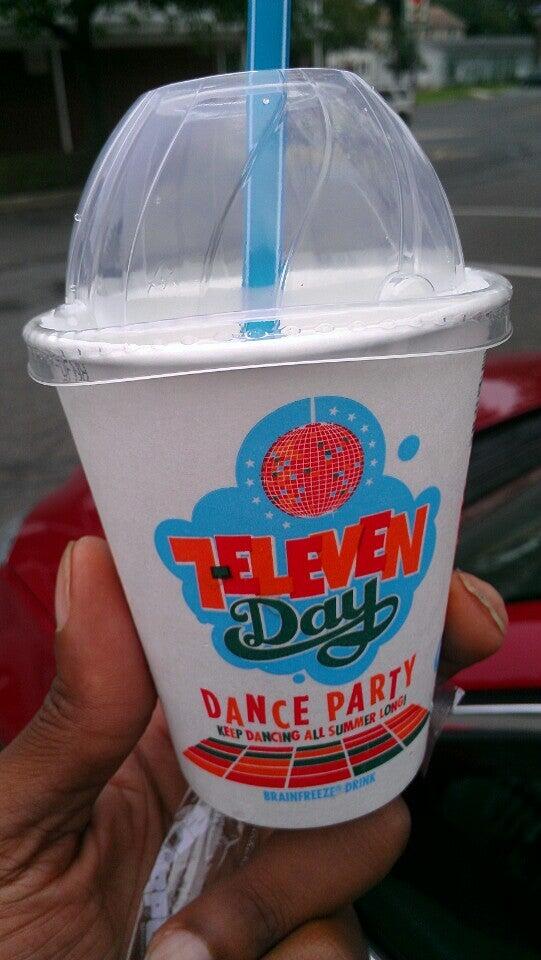 7-ELEVEN
Day
DANCE PARTY
KEEP DANCING ALL SUMMER LONG!
BRAINFREEZE® DRINK